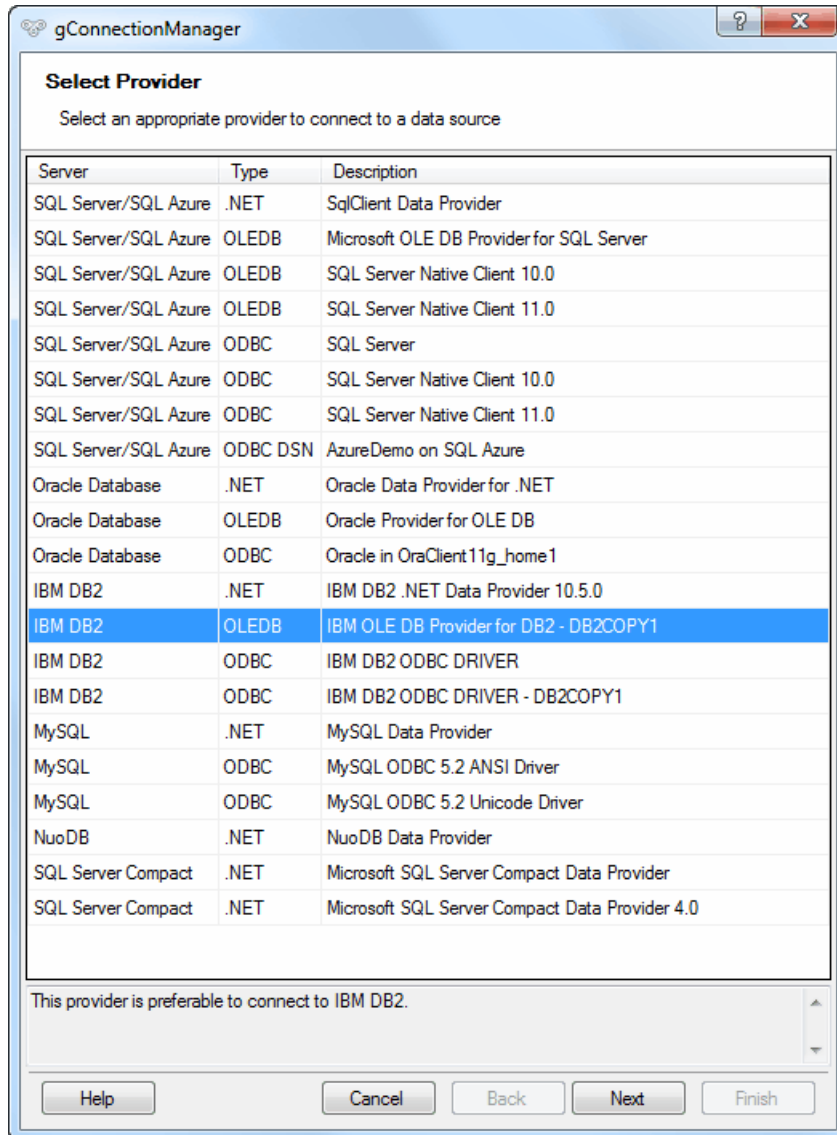 gConnectionManager
Select Provider
Select an appropriate provider to connect to a data source
Server Type Description
SQL Server/SQL Azure .NET SqlClient Data Provider
SQL Server/SQL Azure OLEDB Microsoft OLE DB Provider for SQL Server
SQL Server/SQL Azure OLEDB SQL Server Native Client 10.0
SQL Server/SQL Azure OLEDB SQL Server Native Client 11.0
SQL Server/SQL Azure ODBC SQL Server
SQL Server/SQL Azure ODBC SQL Server Native Client 10.0
SQL Server/SQL Azure ODBC SQL Server Native Client 11.0
SQL Server/SQL Azure ODBC DSN AzureDemo on SQL Azure
Oracle Database .NET Oracle Data Provider for .NET
Oracle Database OLEDB Oracle Provider for OLE DB
Oracle Database ODBC Oracle in OraClient11g_home1
IBM DB2 .NET IBM DB2 .NET Data Provider 10.5.0
IBM DB2 OLEDB IBM OLE DB Provider for DB2 - DB2COPY1
IBM DB2 ODBC IBM DB2 ODBC DRIVER
IBM DB2 ODBC IBM DB2 ODBC DRIVER - DB2COPY1
MySQL .NET MySQL Data Provider
MySQL ODBC MySQL ODBC 5.2 ANSI Driver
MySQL ODBC MySQL ODBC 5.2 Unicode Driver
NuoDB .NET NuoDB Data Provider
SQL Server Compact .NET Microsoft SQL Server Compact Data Provider
SQL Server Compact .NET Microsoft SQL Server Compact Data Provider 4.0
This provider is preferable to connect to IBM DB2.
Help Cancel Back Next Finish